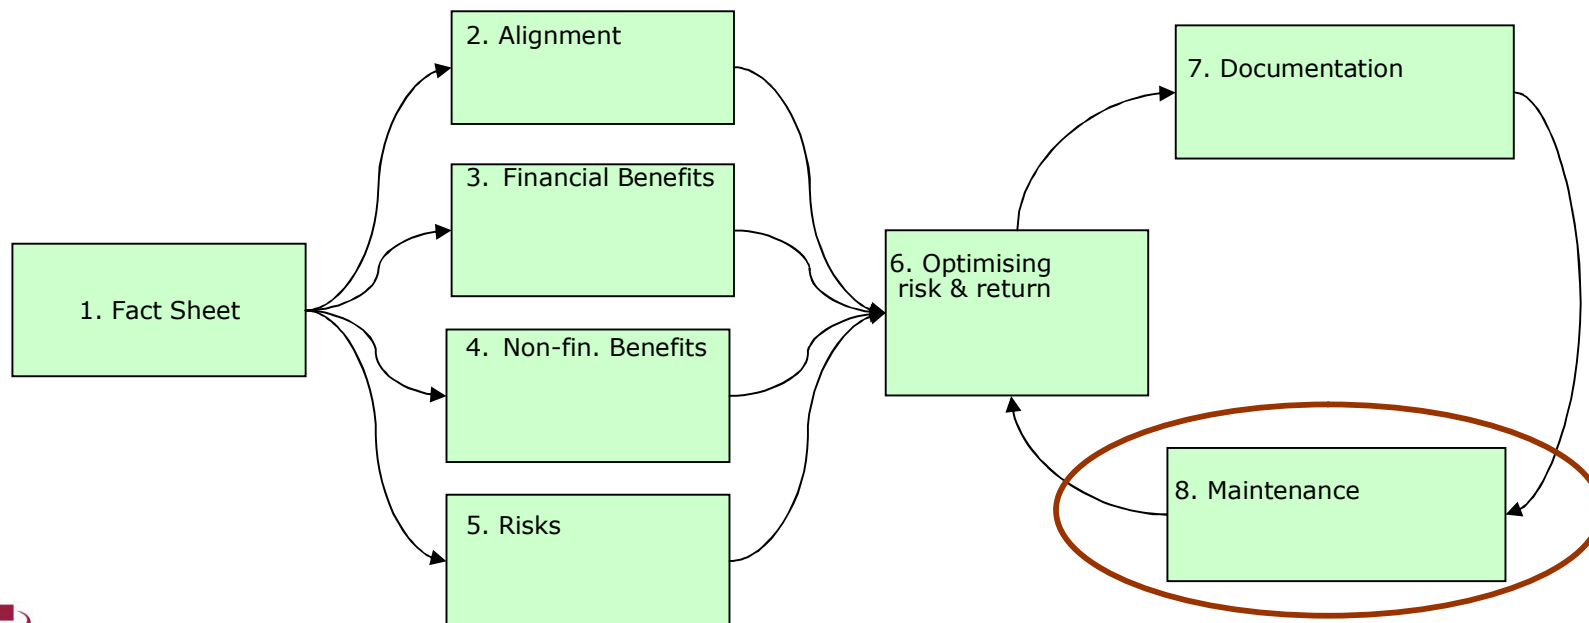 1. Fact Sheet
2. Alignment
3. Financial Benefits
4. Non-fin. Benefits
5. Risks
6. Optimising
risk & return
7. Documentation
8. Maintenance